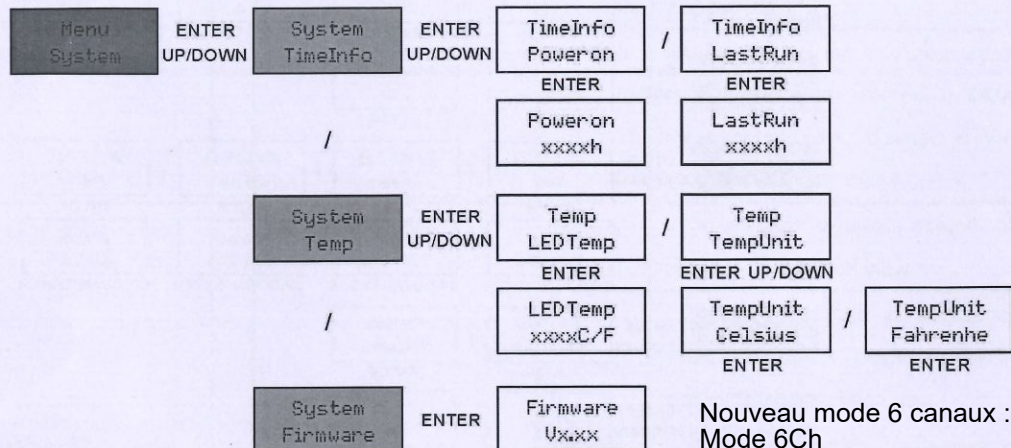 Menu
System
ENTER
UP/DOWN
System
TimeInfo
ENTER
UP/DOWN
TimeInfo
Poweron
/
TimeInfo
LastRun
ENTER
ENTER
/
Poweron
xxxxh
LastRun
xxxxh
System
Temp
ENTER
UP/DOWN
Temp
LEDTemp
/
Temp
TempUnit
ENTER
ENTER UP/DOWN
/
LEDTemp
xxxxC/F
TempUnit
Celsius
/
TempUnit
Fahrenhe
ENTER
ENTER
System
Firmware
ENTER
Firmware
Vx.xx
Nouveau mode 6 canaux :
Mode 6Ch